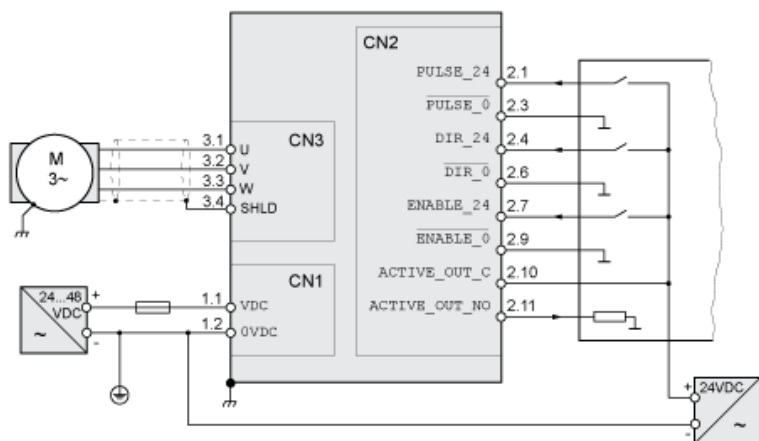 CN2
PULSE_24
2.1
PULSE_0
2.3
DIR_24
2.4
DIR_0
2.6
ENABLE_24
2.7
ENABLE_0
2.9
ACTIVE_OUT_C
2.10
ACTIVE_OUT_NO
2.11
M
3~
3.1
U
3.2
V
3.3
W
3.4
SHLD
CN3
CN1
24...48
VDC
~
+
-
1.1
VDC
1.2
0VDC
+
-
24VDC
~